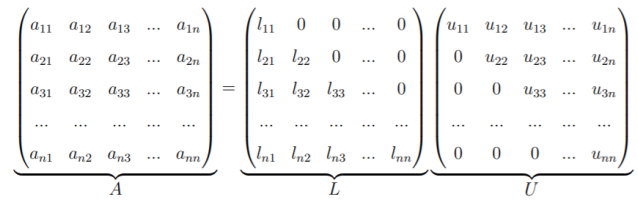 a11 a12 a13 ... a1n l11 0 0 ... 0 u11 u12 u13 ... u1n
a21 a22 a23 ... a2n l21 l22 0 ... 0 0 u22 u23 ... u2n
a31 a32 a33 ... a3n = l31 l32 l33 ... 0 0 0 u33 ... u3n
... ... ... ... ... ... ... ... ... ... ... ... ... ... ...
an1 an2 an3 ... ann ln1 ln2 ln3 ... lnn 0 0 0 ... unn
A L U